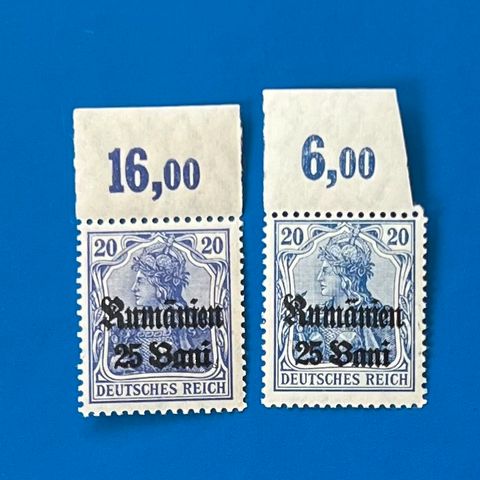 16,00
20 20
Rumänien
25 Bani
DEUTSCHES REICH
6,00
20 20
Rumänien
25 Bani
DEUTSCHES REICH